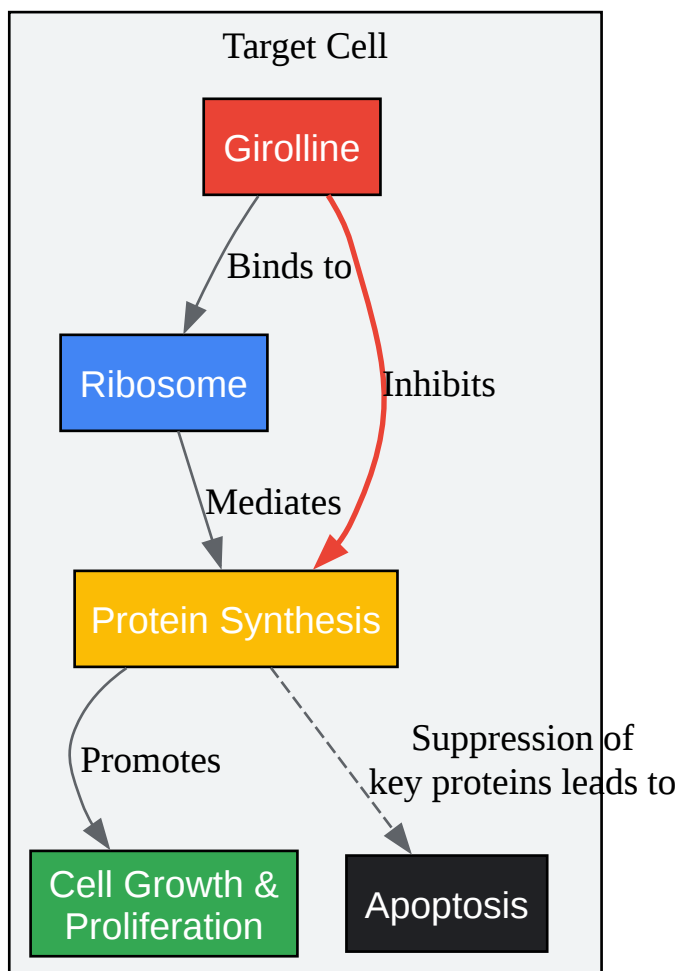 Target Cell
Girolline
Binds to
Ribosome
Inhibits
Mediates
Protein Synthesis
Suppression of
key proteins leads to
Promotes
Cell Growth &
Proliferation
Apoptosis